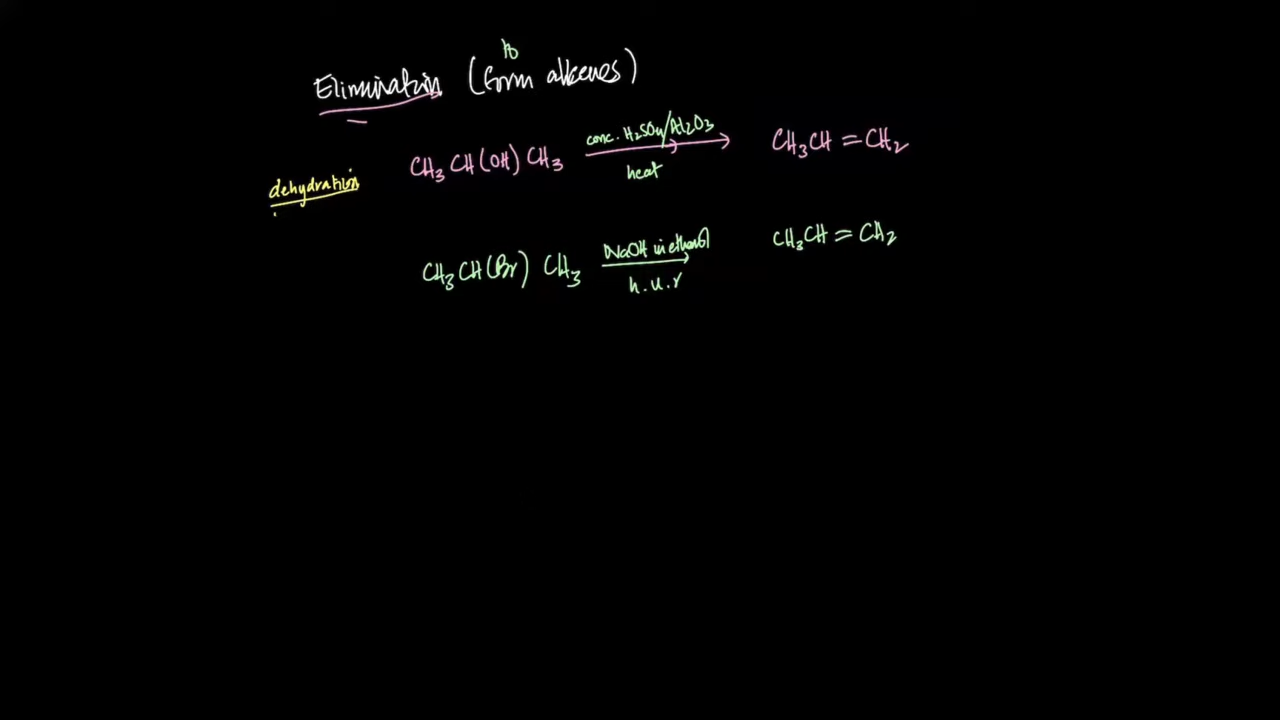 to
Elimination (form alkenes)
conc. H2SO4/Al2O3
CH3CH(OH)CH3 → CH3CH=CH2
heat
dehydration
NaOH in ethanol
CH3CH(Br)CH3 → CH3CH=CH2
h.u.r